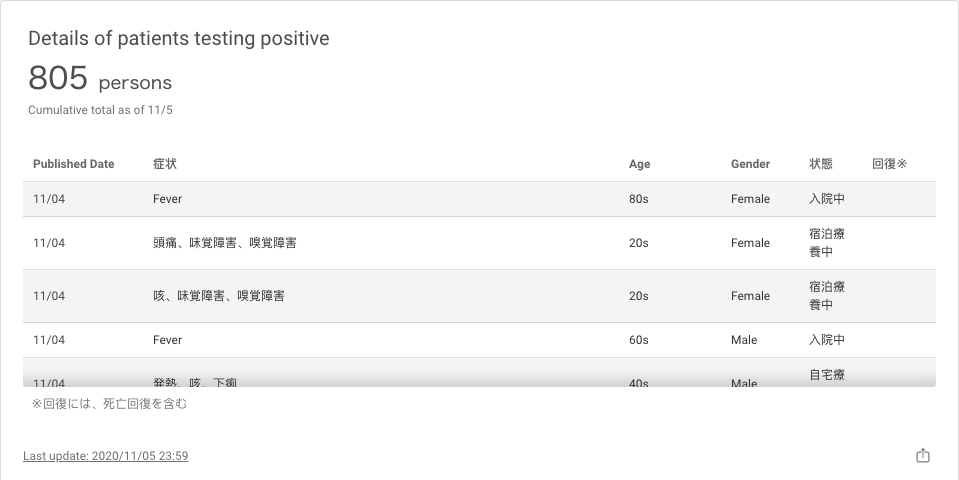 Details of patients testing positive
805 persons
Cumulative total as of 11/5
Published Date 症状 Age Gender 状態 回復※
11/04 Fever 80s Female 入院中
11/04 頭痛、味覚障害、嗅覚障害 20s Female 宿泊療
養中
11/04 咳、味覚障害、嗅覚障害 20s Female 宿泊療
養中
11/04 Fever 60s Male 入院中
11/04 発熱、咳、下痢 40s Male 自宅療
※回復には、死亡回復を含む
Last update: 2020/11/05 23:59